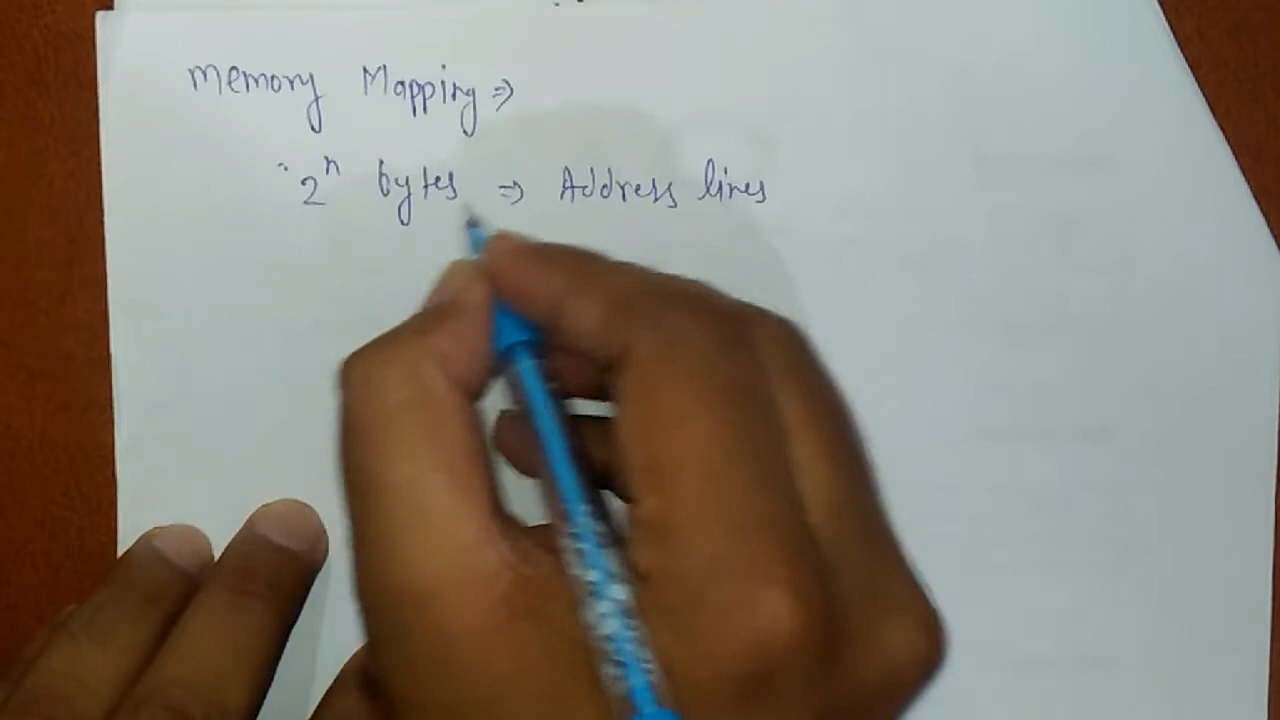 Memory Mapping ⇒
2ⁿ bytes ⇒ Address lines